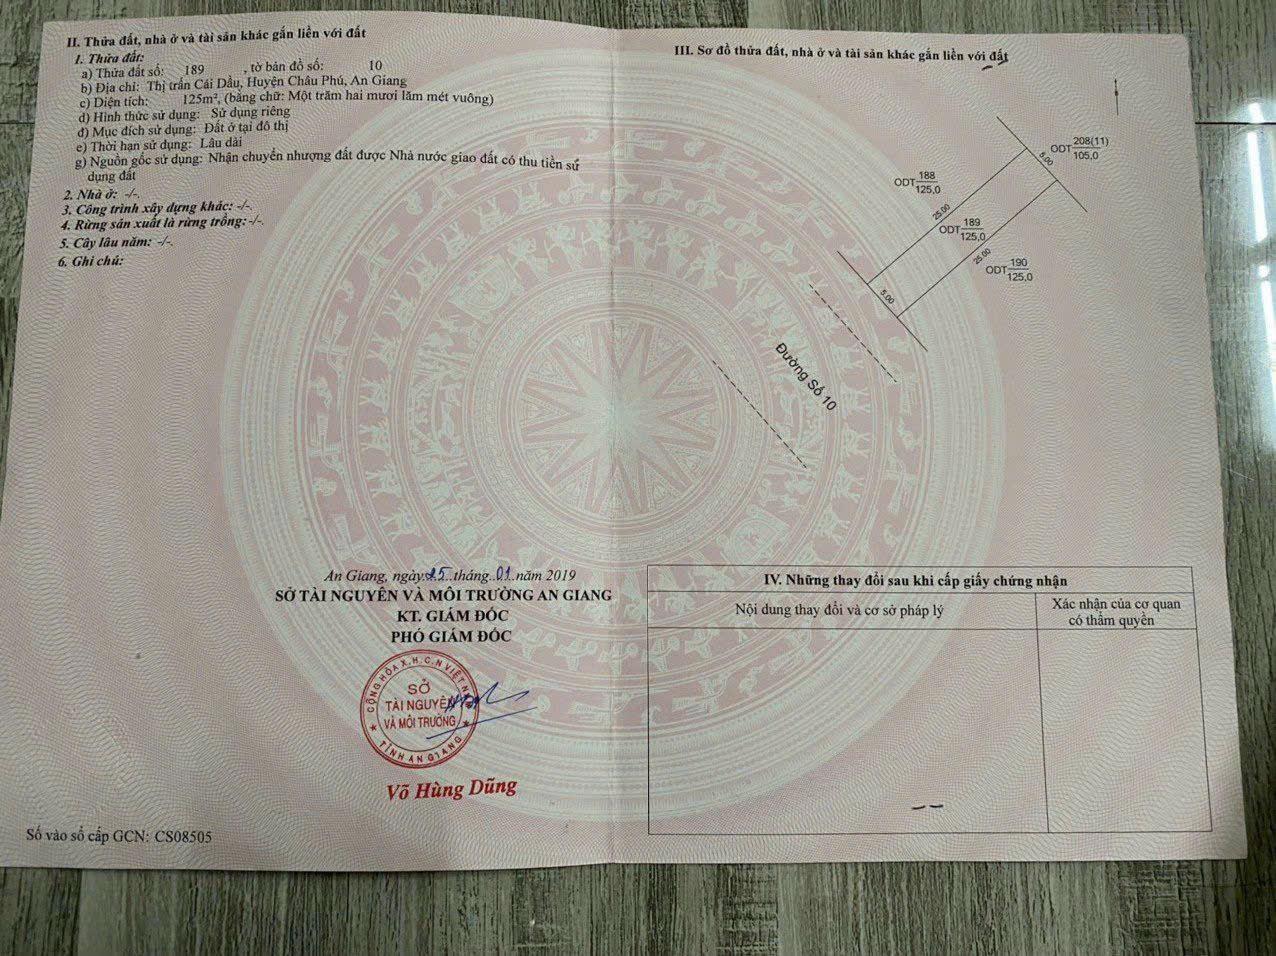 II. Thửa đất, nhà ở và tài sản khác gắn liền với đất
1. Thửa đất:
a) Thửa đất số: 189 , tờ bản đồ số: 10
b) Địa chỉ: Thị trấn Cái Dầu, Huyện Châu Phú, An Giang
c) Diện tích: 125m², (bằng chữ: Một trăm hai mươi lăm mét vuông)
d) Hình thức sử dụng: Sử dụng riêng
đ) Mục đích sử dụng: Đất ở tại đô thị
e) Thời hạn sử dụng: Lâu dài
g) Nguồn gốc sử dụng: Nhận chuyển nhượng đất được Nhà nước giao đất có thu tiền sử
dụng đất
2. Nhà ở: -/-.
3. Công trình xây dựng khác: -/-.
4. Rừng sản xuất là rừng trồng: -/-.
5. Cây lâu năm: -/-.
6. Ghi chú:
An Giang, ngày 25 tháng 01 năm 2019
SỞ TÀI NGUYÊN VÀ MÔI TRƯỜNG AN GIANG
KT. GIÁM ĐỐC
PHÓ GIÁM ĐỐC
CỘNG HÒA X.H.C.N VIỆT NAM
SỞ
TÀI NGUYÊN
VÀ MÔI TRƯỜNG
TỈNH AN GIANG
Võ Hùng Dũng
Số vào sổ cấp GCN: CS08505
III. Sơ đồ thửa đất, nhà ở và tài sản khác gắn liền với đất
ODT 208(11)
105,0
5.00
ODT 188
125,0
25.00
ODT 189
125,0
25.00
ODT 190
125,0
5.00
Đường Số 10
IV. Những thay đổi sau khi cấp giấy chứng nhận
Nội dung thay đổi và cơ sở pháp lý
Xác nhận của cơ quan
có thẩm quyền